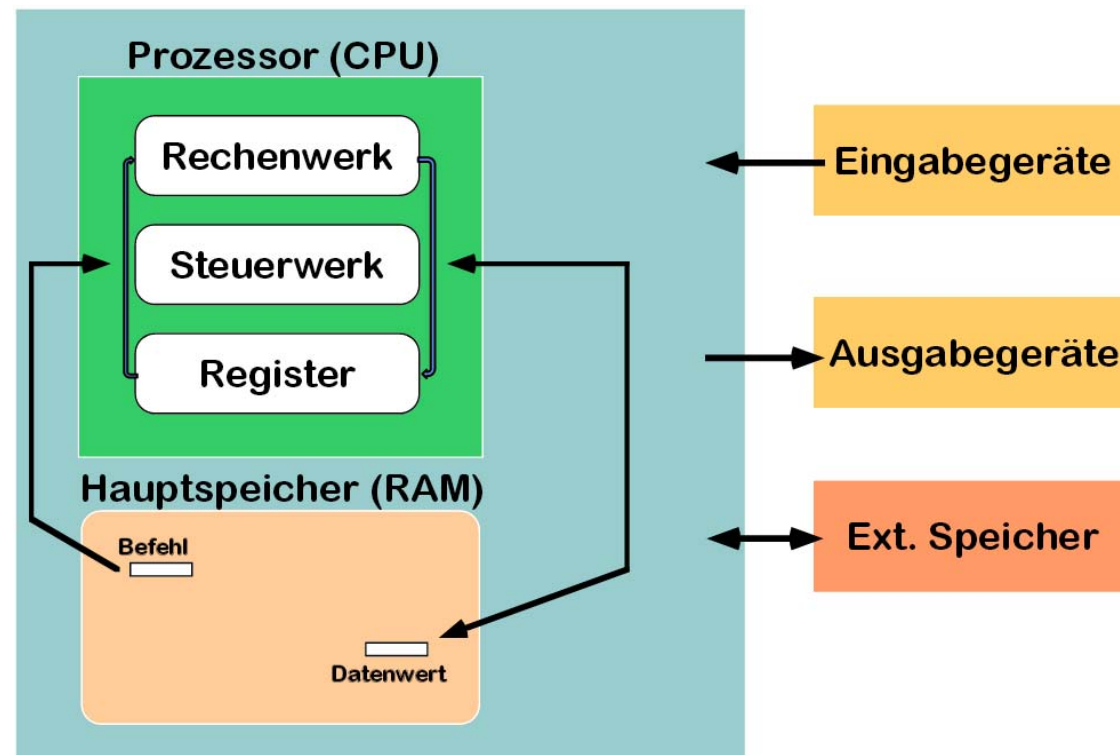 Prozessor (CPU)
Rechenwerk
Steuerwerk
Register
Hauptspeicher (RAM)
Befehl
Datenwert
Eingabegeräte
Ausgabegeräte
Ext. Speicher